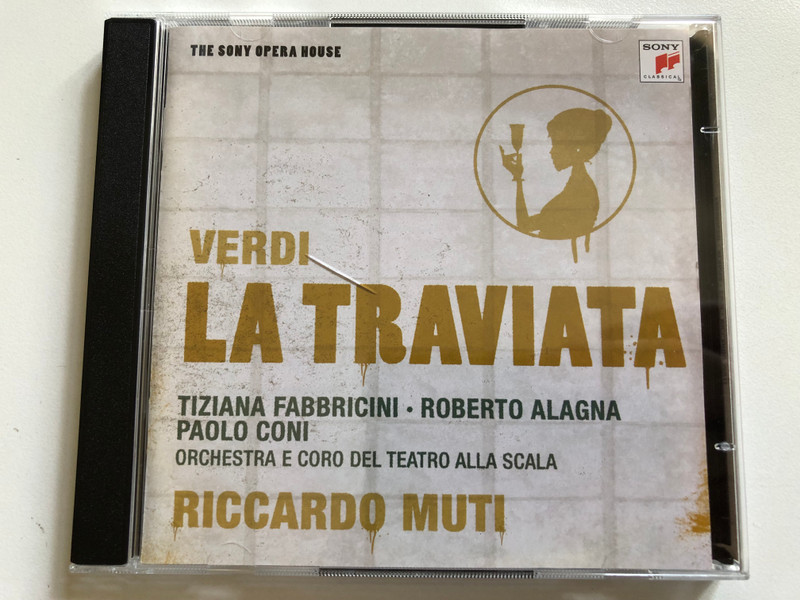 THE SONY OPERA HOUSE
SONY
CLASSICAL
VERDI
LA TRAVIATA
TIZIANA FABBRICINI · ROBERTO ALAGNA
PAOLO CONI
ORCHESTRA E CORO DEL TEATRO ALLA SCALA
RICCARDO MUTI